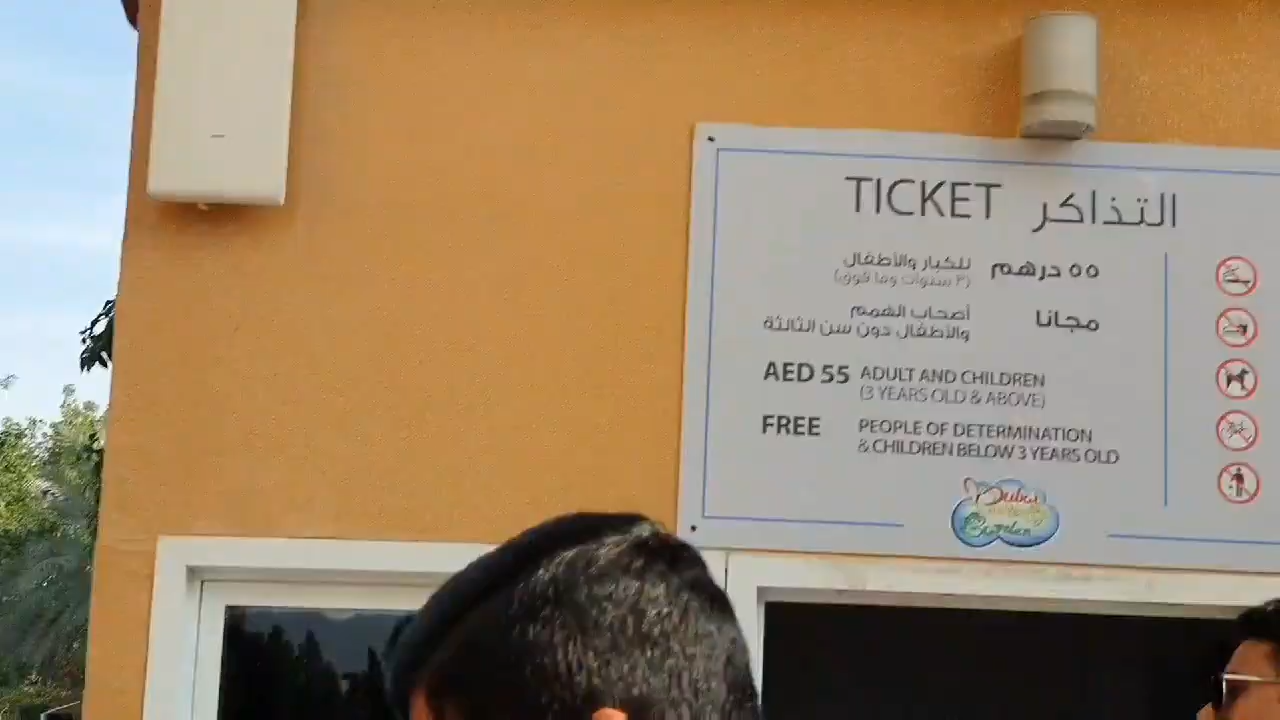 TICKET التذاكر
٥٥ درهم للكبار والأطفال
(٣ سنوات وما فوق)
مجانا أصحاب الهمم
والأطفال دون سن الثالثة
AED 55 ADULT AND CHILDREN
(3 YEARS OLD & ABOVE)
FREE PEOPLE OF DETERMINATION
& CHILDREN BELOW 3 YEARS OLD
Dubai
Garden